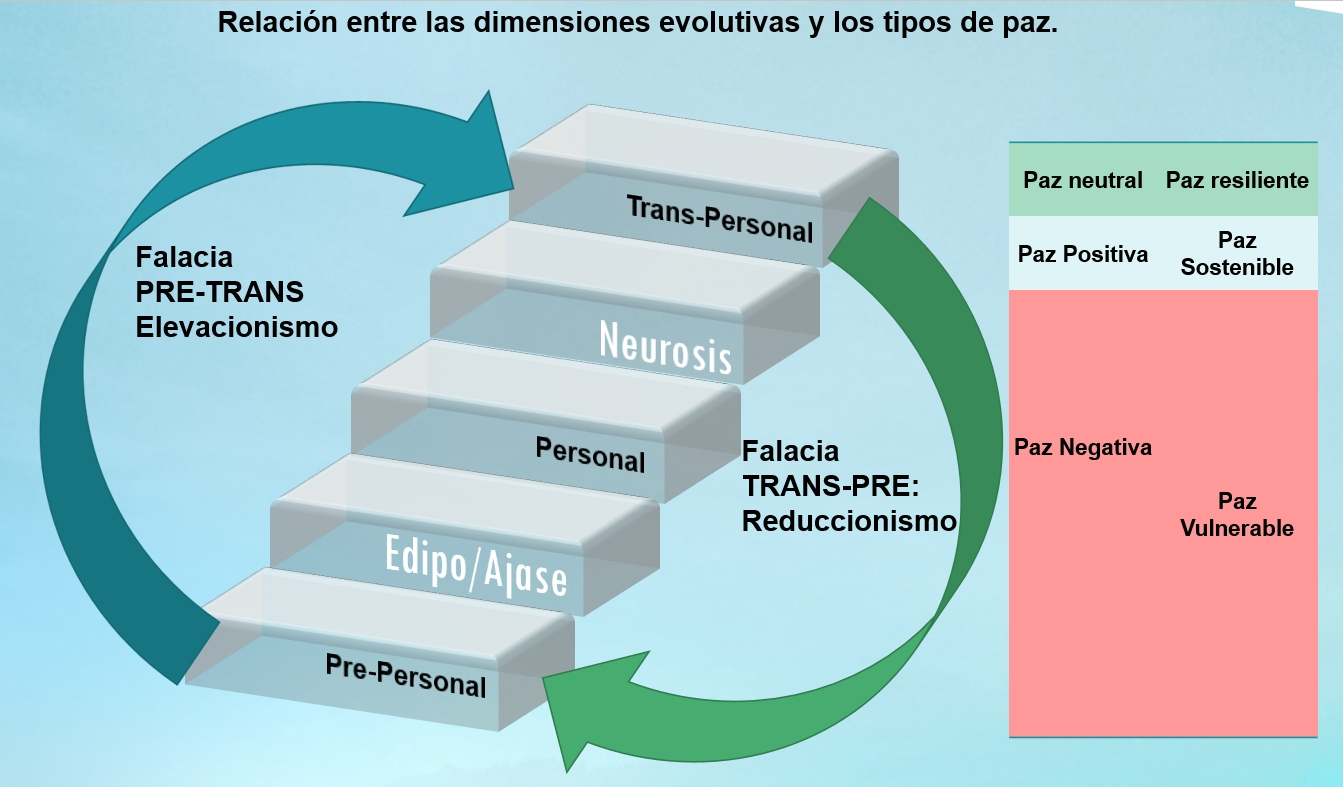 Relación entre las dimensiones evolutivas y los tipos de paz.
Falacia
PRE-TRANS
Elevacionismo
Trans-Personal
Neurosis
Personal
Edipo/Ajase
Pre-Personal
Falacia
TRANS-PRE:
Reduccionismo
Paz neutral Paz resiliente
Paz Positiva Paz
Sostenible
Paz Negativa
Paz
Vulnerable